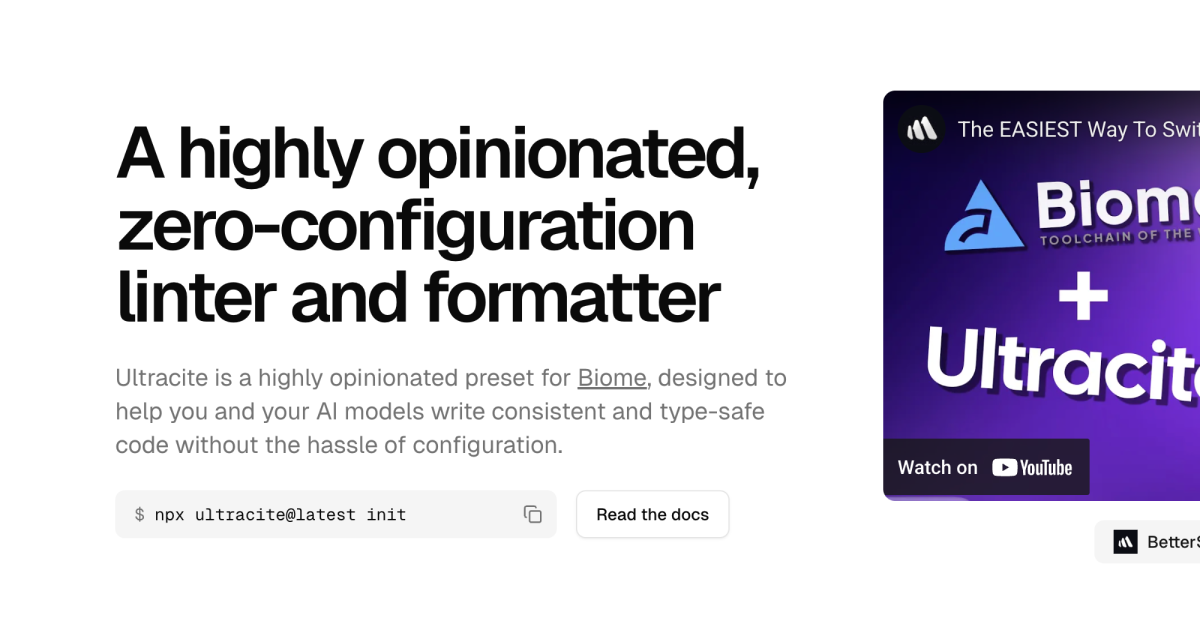 A highly opinionated,
zero-configuration
linter and formatter
Ultracite is a highly opinionated preset for Biome, designed to
help you and your AI models write consistent and type-safe
code without the hassle of configuration.
$ npx ultracite@latest init
Read the docs
The EASIEST Way To
Biome
TOOLCHAIN OF THE
+
Ultracite
Watch on YouTube